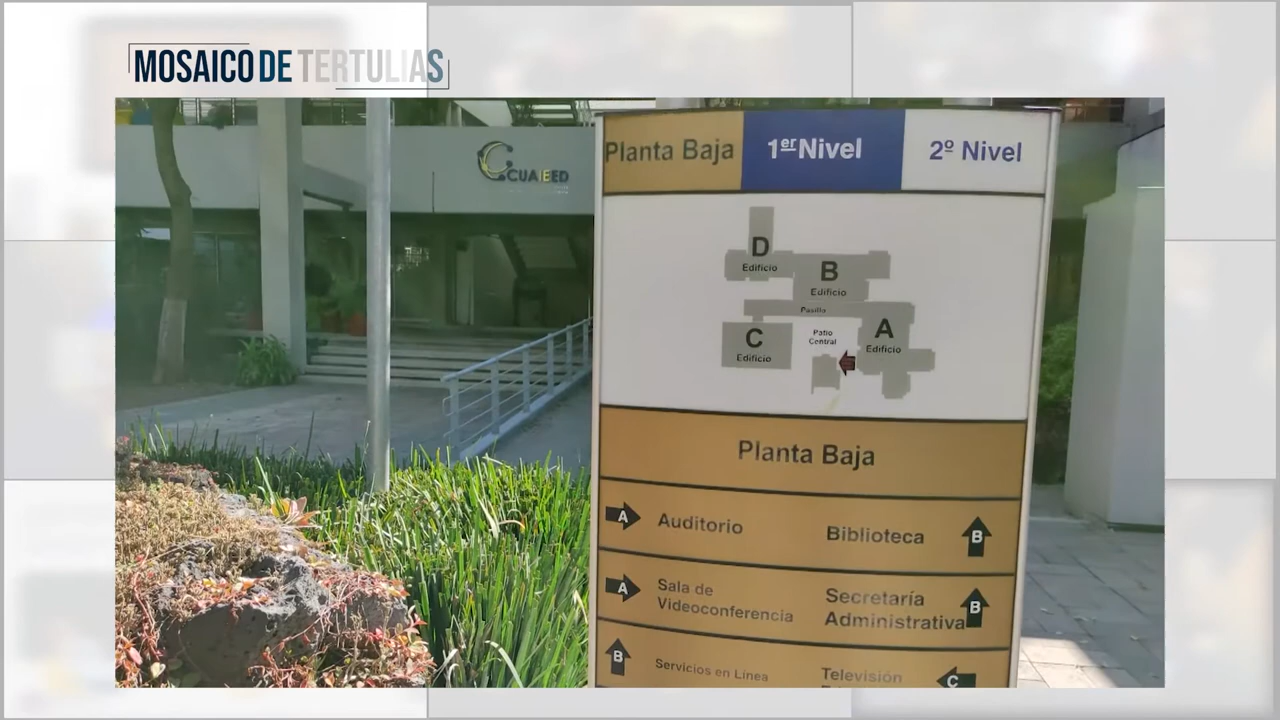 MOSAICO DE TERTULIAS
CUAIEED
Planta Baja
1er Nivel
2º Nivel
D
Edificio
B
Edificio
Pasillo
C
Edificio
Patio
Central
A
Edificio
Planta Baja
A
Auditorio
Biblioteca
B
A
Sala de
Videoconferencia
Secretaría
Administrativa
B
B
Servicios en Línea
Televisión
C